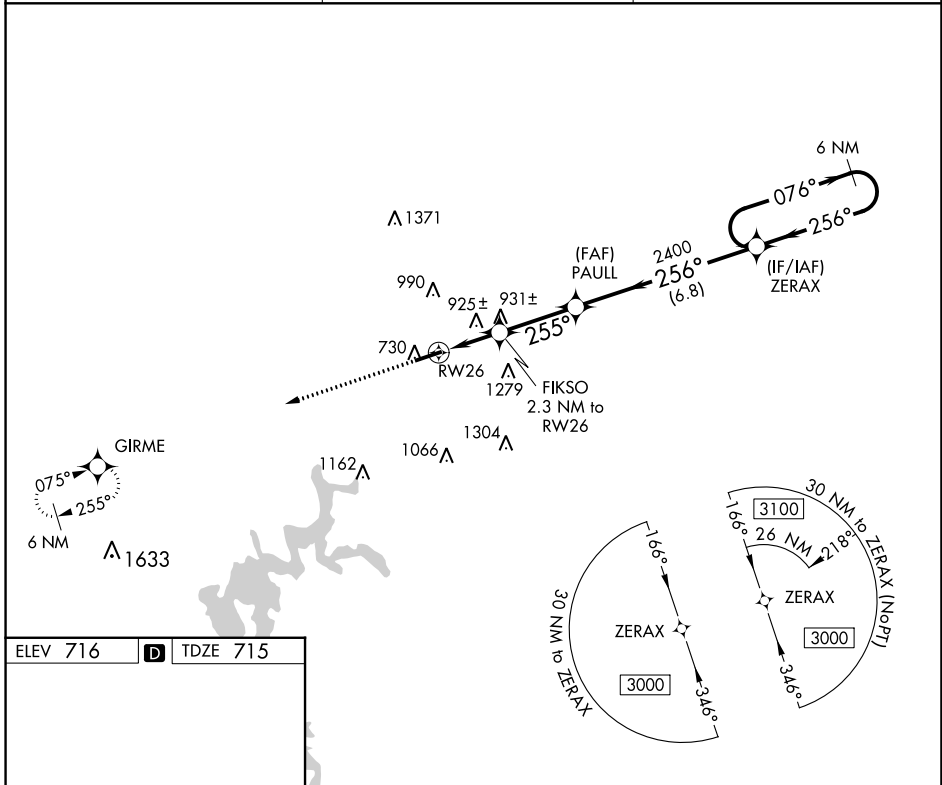 6 NM
076°
256°
1371
(FAF)
PAULL
2400
256°
(6.8)
(IF/IAF)
ZERAX
990
925±
931±
255°
730
RW26
1279
FIKSO
2.3 NM to
RW26
GIRME
1304
1066
1162
075°
255°
6 NM
1633
30 NM to ZERAX
166°
ZERAX
3000
346°
30 NM to ZERAX (NoPT)
3100
166°
26 NM
218°
ZERAX
3000
346°
ELEV 716 D TDZE 715